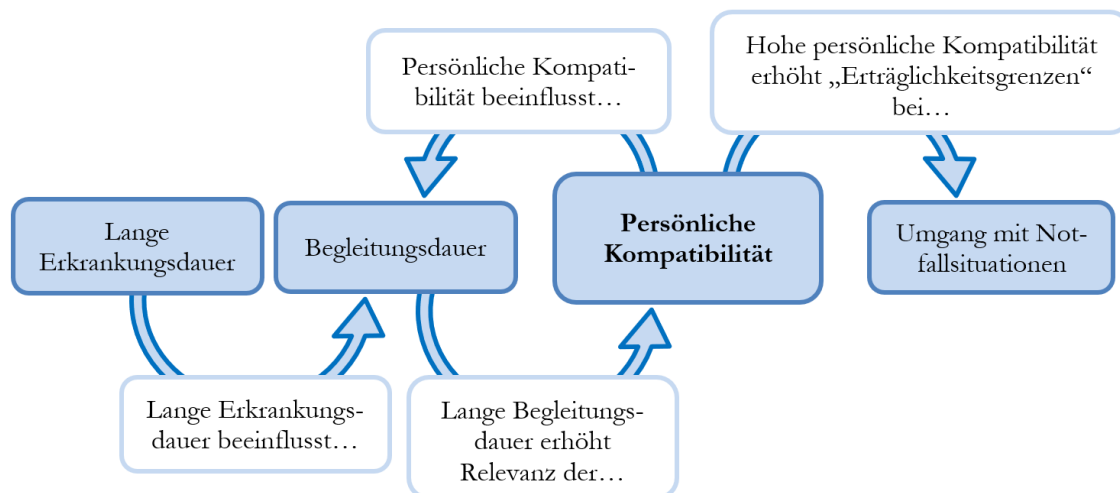 Persönliche Kompati-
bilität beeinflusst…
Hohe persönliche Kompatibilität
erhöht „Erträglichkeitsgrenzen“
bei…
Lange
Erkrankungsdauer
Begleitungsdauer
Persönliche
Kompatibilität
Umgang mit Not-
fallsituationen
Lange Erkrankungs-
dauer beeinflusst…
Lange Begleitungs-
dauer erhöht
Relevanz der…